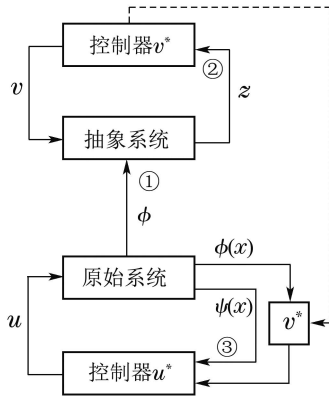 控制器v*
②
v
z
抽象系统
①
ϕ
ϕ(x)
原始系统
ψ(x)
v*
u
③
控制器u*